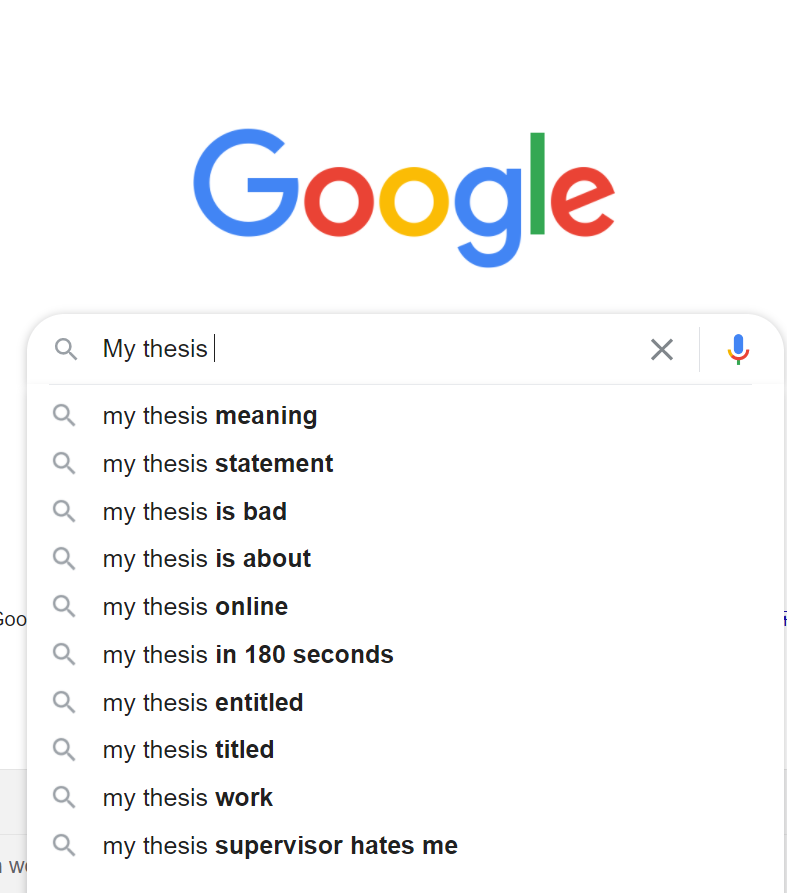 Google
My thesis
my thesis meaning
my thesis statement
my thesis is bad
my thesis is about
my thesis online
my thesis in 180 seconds
my thesis entitled
my thesis titled
my thesis work
my thesis supervisor hates me